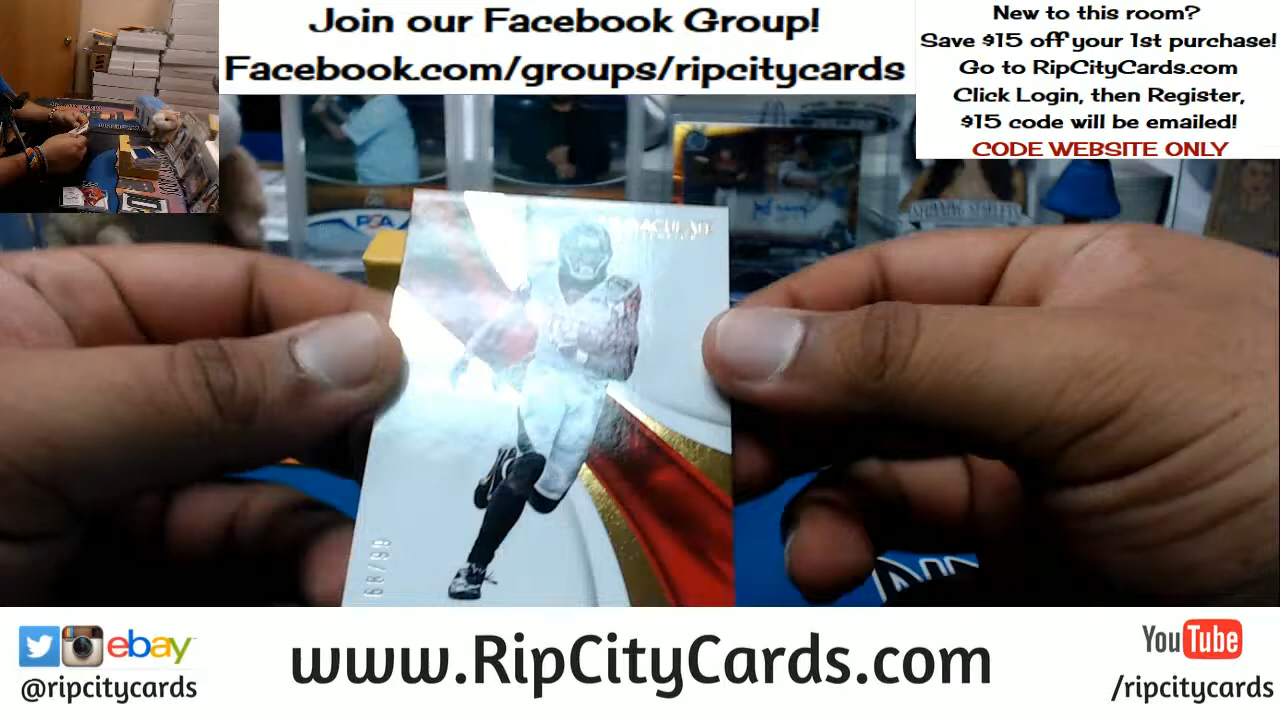 Join our Facebook Group!
Facebook.com/groups/ripcitycards
New to this room?
Save $15 off your 1st purchase!
Go to RipCityCards.com
Click Login, then Register,
$15 code will be emailed!
CODE WEBSITE ONLY
PSA
IMMACULATE
68/99
ebay
@ripcitycards
www.RipCityCards.com
YouTube
/ripcitycards